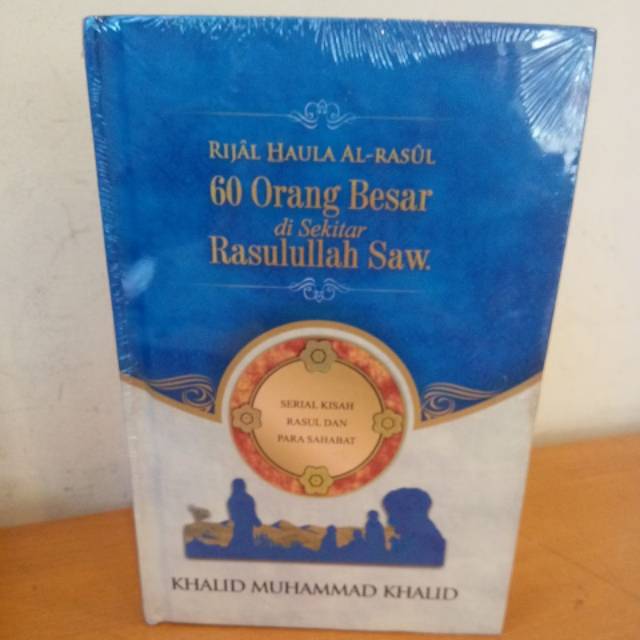 RIJÂL HAULA AL-RASÛL
60 Orang Besar
di Sekitar
Rasulullah Saw.
SERIAL KISAH
RASUL DAN
PARA SAHABAT
KHALID MUHAMMAD KHALID